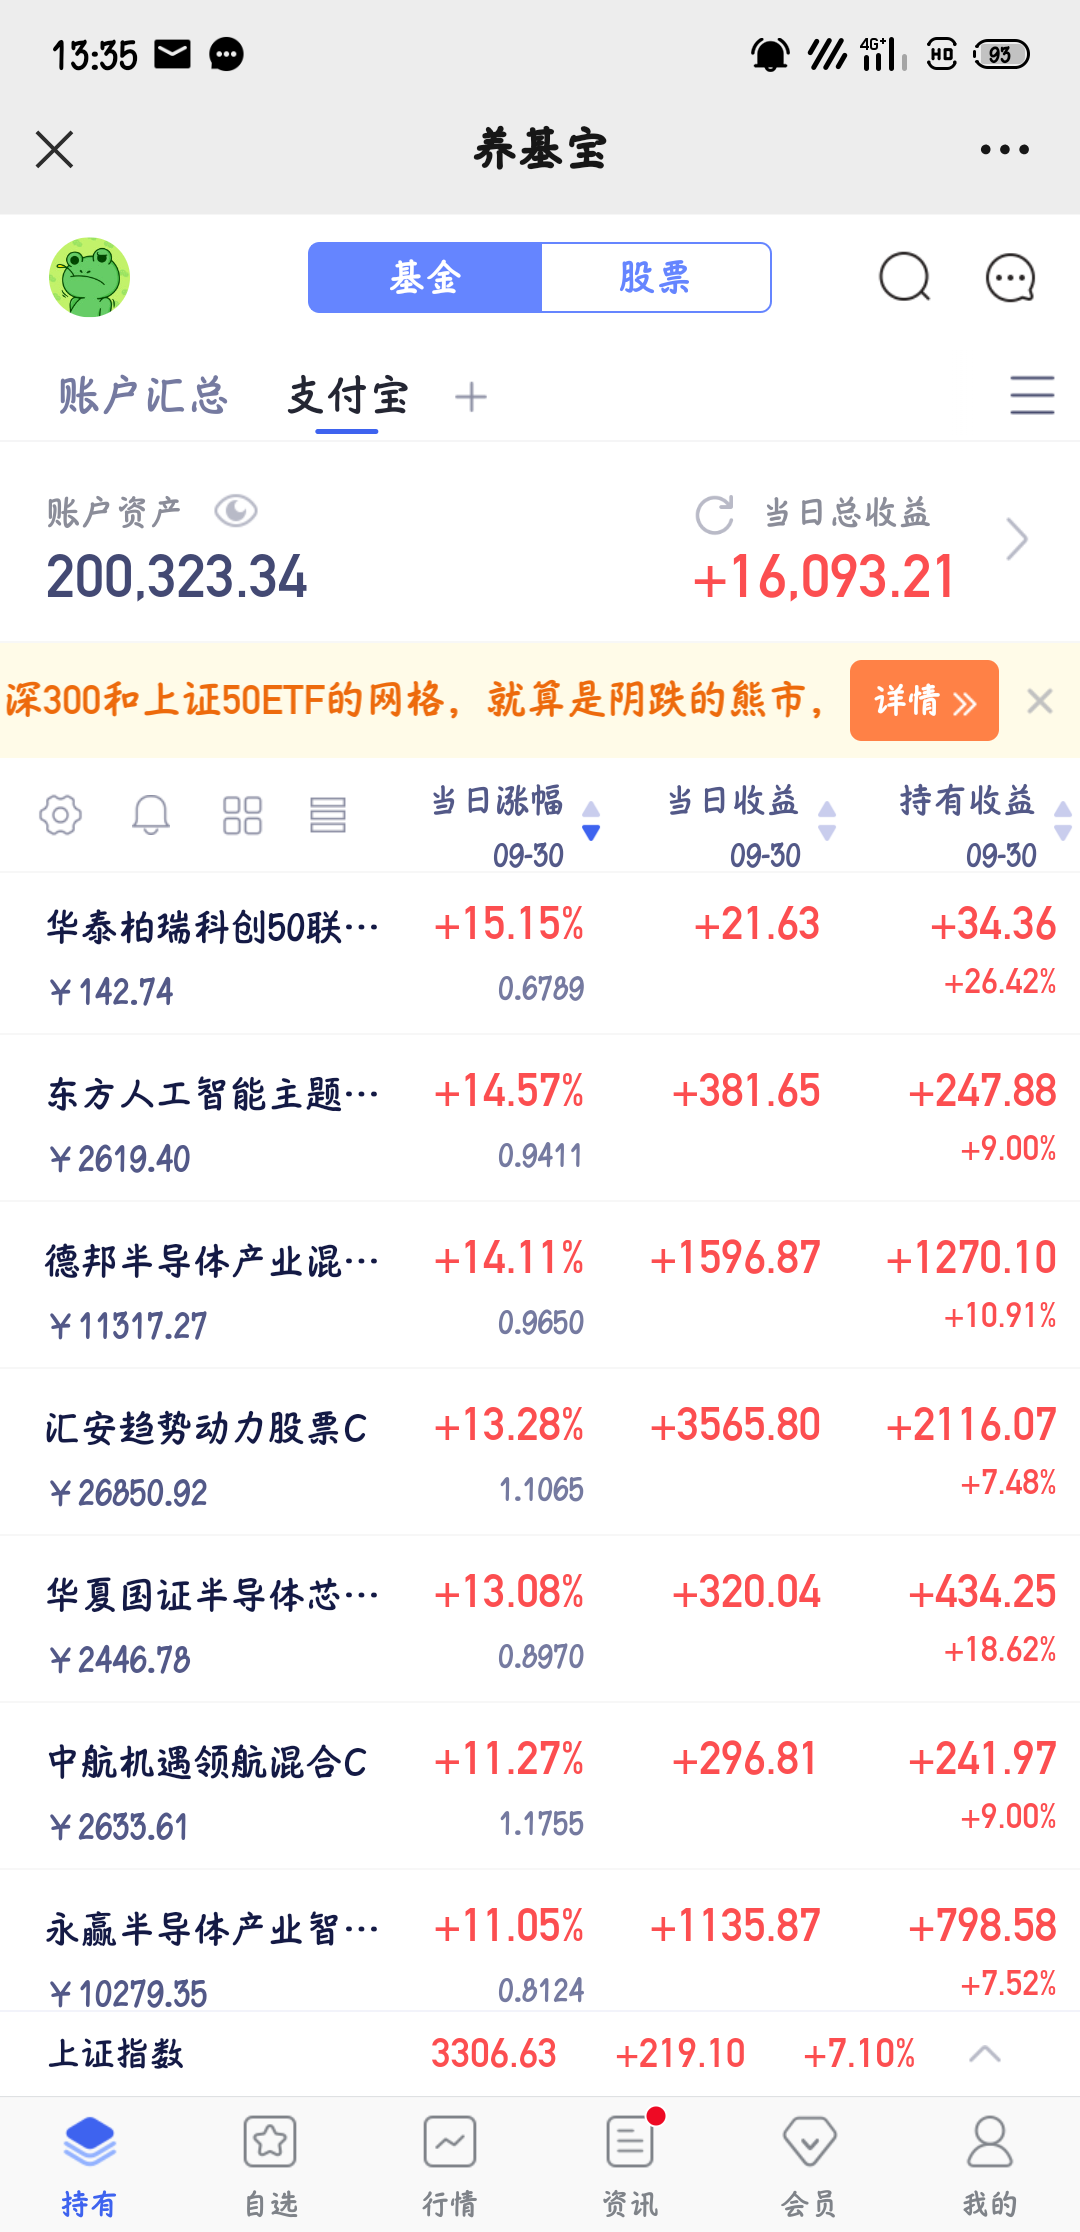 13:35
4G+ HD 93
养基宝
基金 股票
账户汇总 支付宝
账户资产 当日总收益
200,323.34 +16,093.21
深300和上证50ETF的网格，就算是阴跌的熊市， 详情
当日涨幅 当日收益 持有收益
09-30 09-30 09-30
华泰柏瑞科创50联… +15.15% +21.63 +34.36
¥142.74 0.6789 +26.42%
东方人工智能主题… +14.57% +381.65 +247.88
¥2619.40 0.9411 +9.00%
德邦半导体产业混… +14.11% +1596.87 +1270.10
¥11317.27 0.9650 +10.91%
汇安趋势动力股票C +13.28% +3565.80 +2116.07
¥26850.92 1.1065 +7.48%
华夏国证半导体芯… +13.08% +320.04 +434.25
¥2446.78 0.8970 +18.62%
中航机遇领航混合C +11.27% +296.81 +241.97
¥2633.61 1.1755 +9.00%
永赢半导体产业智… +11.05% +1135.87 +798.58
¥10279.35 0.8124 +7.52%
上证指数 3306.63 +219.10 +7.10%
持有 自选 行情 资讯 会员 我的